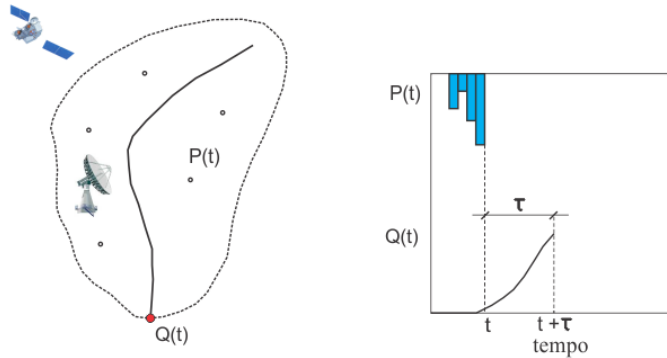 P(t)
Q(t)
P(t)
τ
Q(t)
t
t + τ
tempo